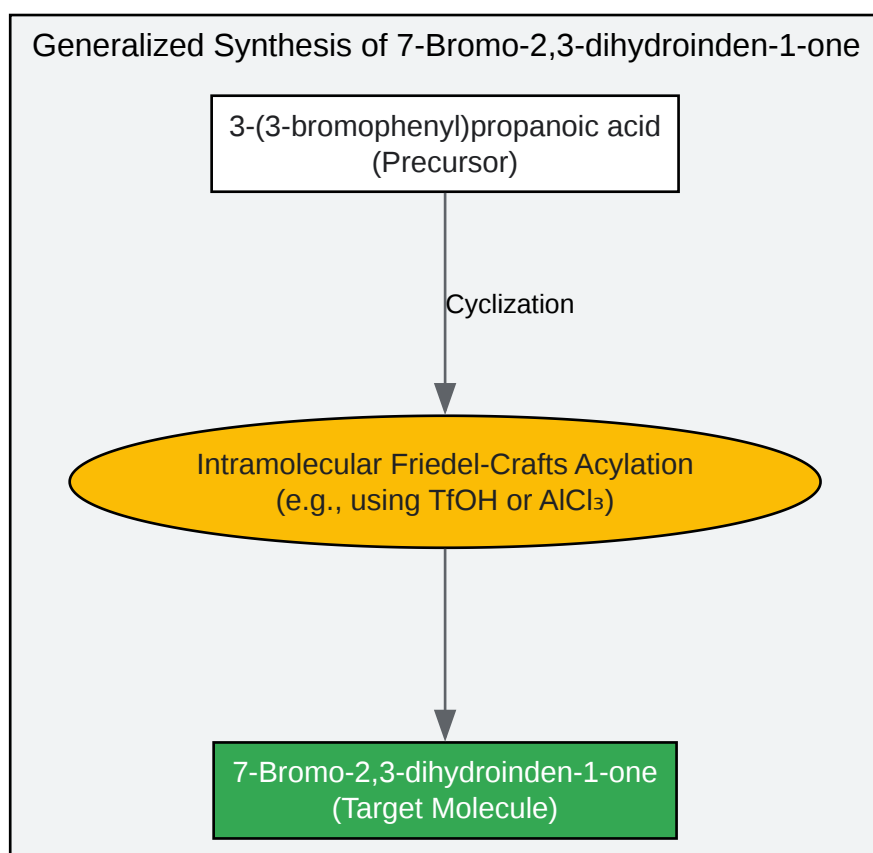 Generalized Synthesis of 7-Bromo-2,3-dihydroinden-1-one
3-(3-bromophenyl)propanoic acid
(Precursor)
Cyclization
Intramolecular Friedel-Crafts Acylation
(e.g., using TfOH or AlCl₃)
7-Bromo-2,3-dihydroinden-1-one
(Target Molecule)